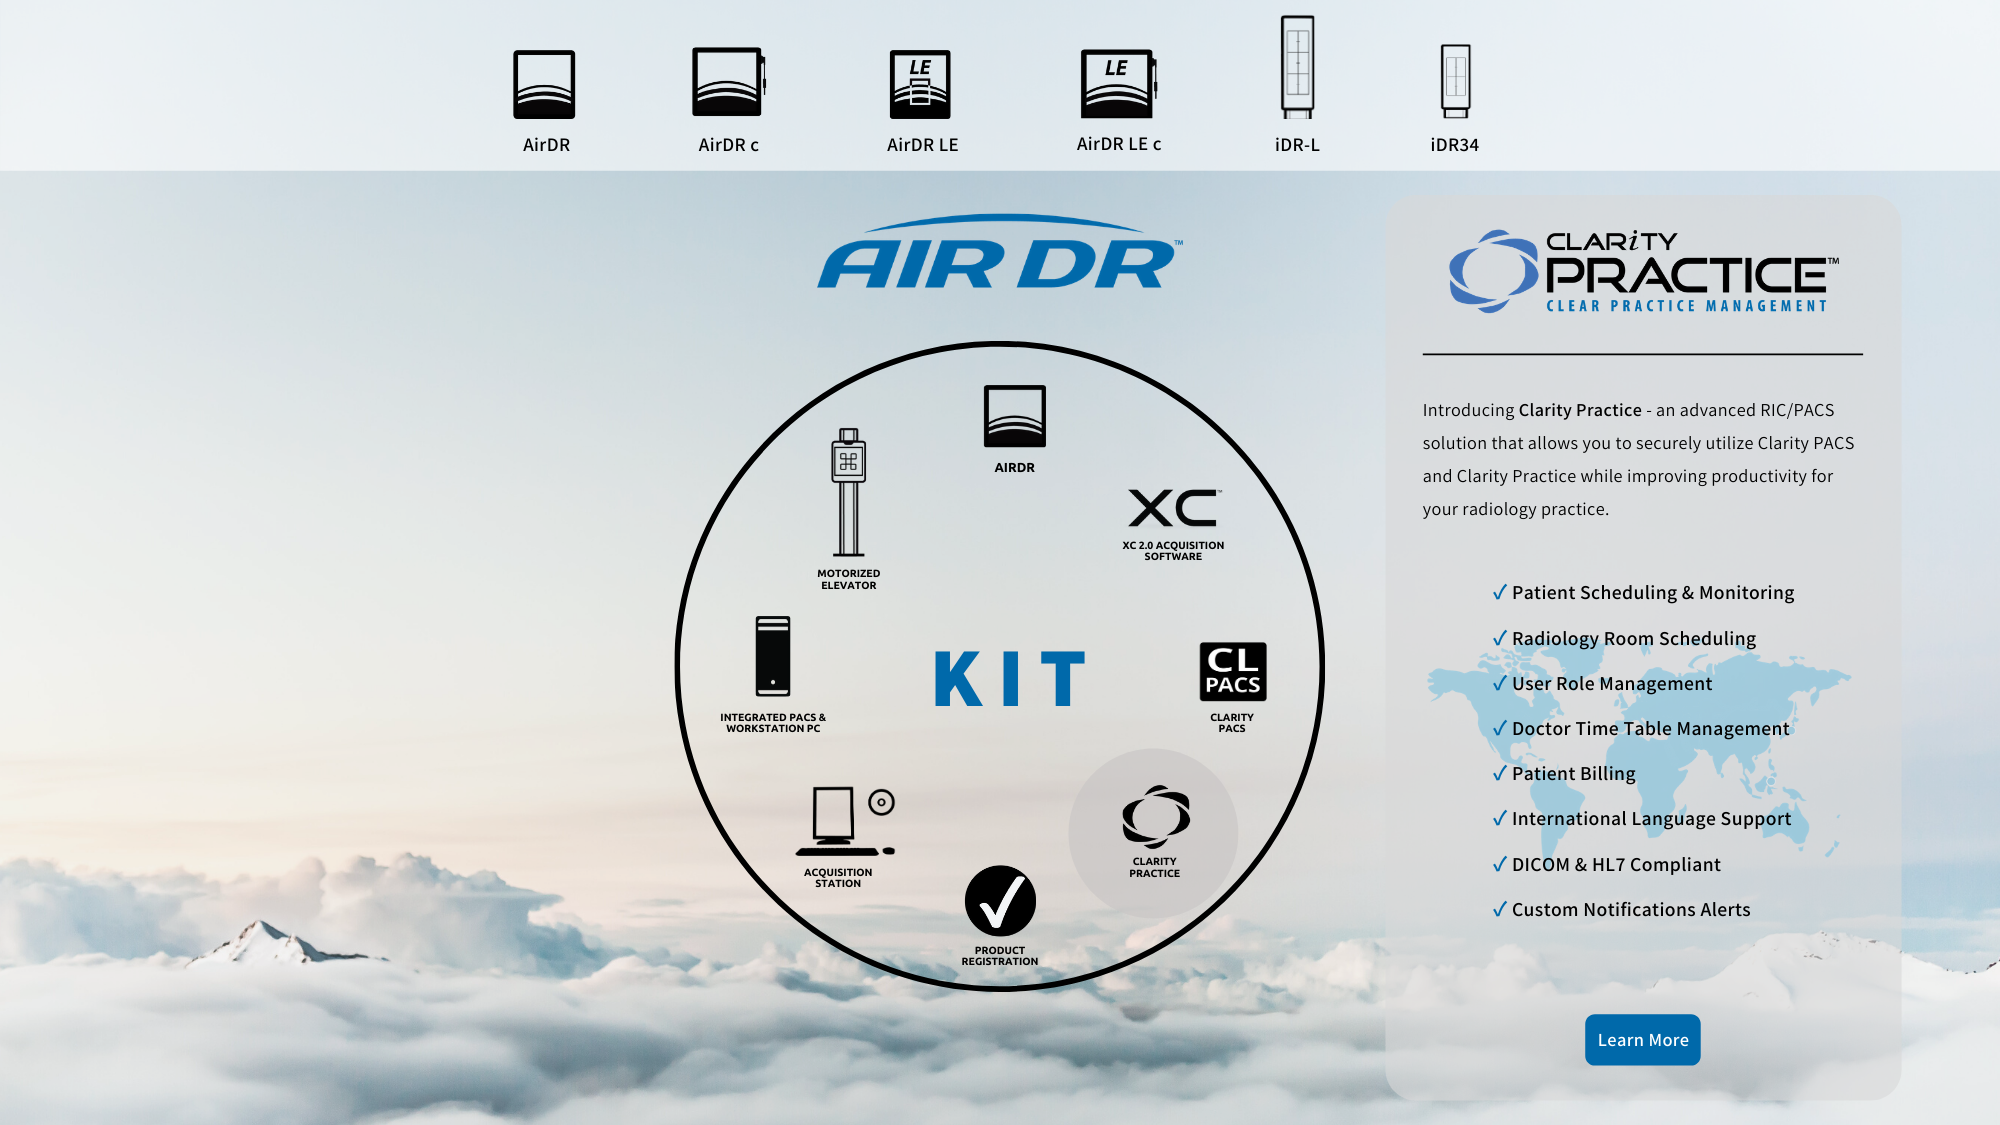 LE
LE
AirDR
AirDR c
AirDR LE
AirDR LE c
iDR-L
iDR34
AIR DR™
AIRDR
XC™
XC 2.0 ACQUISITION
SOFTWARE
MOTORIZED
ELEVATOR
KIT
CL
PACS
CLARITY
PACS
INTEGRATED PACS &
WORKSTATION PC
ACQUISITION
STATION
CLARITY
PRACTICE
PRODUCT
REGISTRATION
CLARiTY
PRACTICE™
CLEAR PRACTICE MANAGEMENT
Introducing Clarity Practice - an advanced RIC/PACS
solution that allows you to securely utilize Clarity PACS
and Clarity Practice while improving productivity for
your radiology practice.
✓ Patient Scheduling & Monitoring
✓ Radiology Room Scheduling
✓ User Role Management
✓ Doctor Time Table Management
✓ Patient Billing
✓ International Language Support
✓ DICOM & HL7 Compliant
✓ Custom Notifications Alerts
Learn More